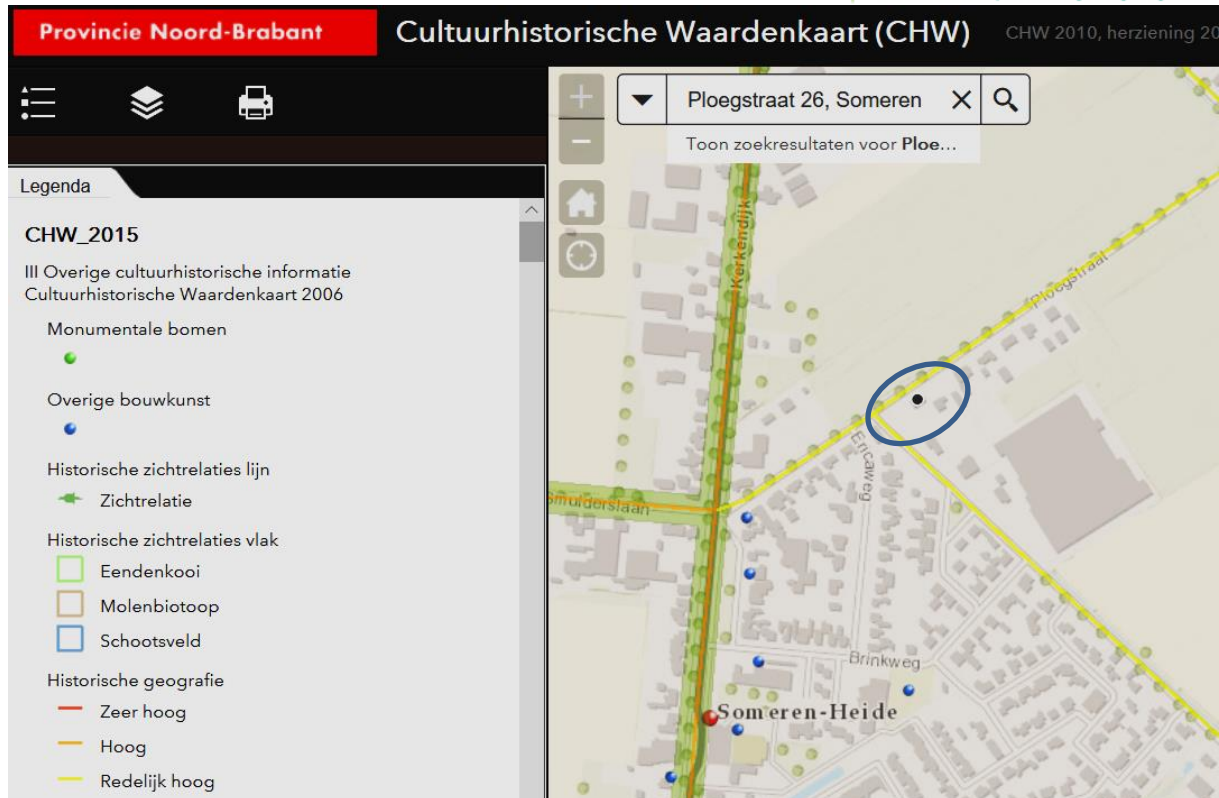 Provincie Noord-Brabant
Cultuurhistorische Waardenkaart (CHW)
CHW 2010, herziening 20
Ploegstraat 26, Someren
Toon zoekresultaten voor Ploe...
Legenda
CHW_2015
III Overige cultuurhistorische informatie
Cultuurhistorische Waardenkaart 2006
Monumentale bomen
Overige bouwkunst
Historische zichtrelaties lijn
Zichtrelatie
Historische zichtrelaties vlak
Eendenkooi
Molenbiotoop
Schootsveld
Historische geografie
Zeer hoog
Hoog
Redelijk hoog
Kerkendijk
Ploegstraat
Encaweg
Smulderslaan
Brinkweg
Someren-Heide